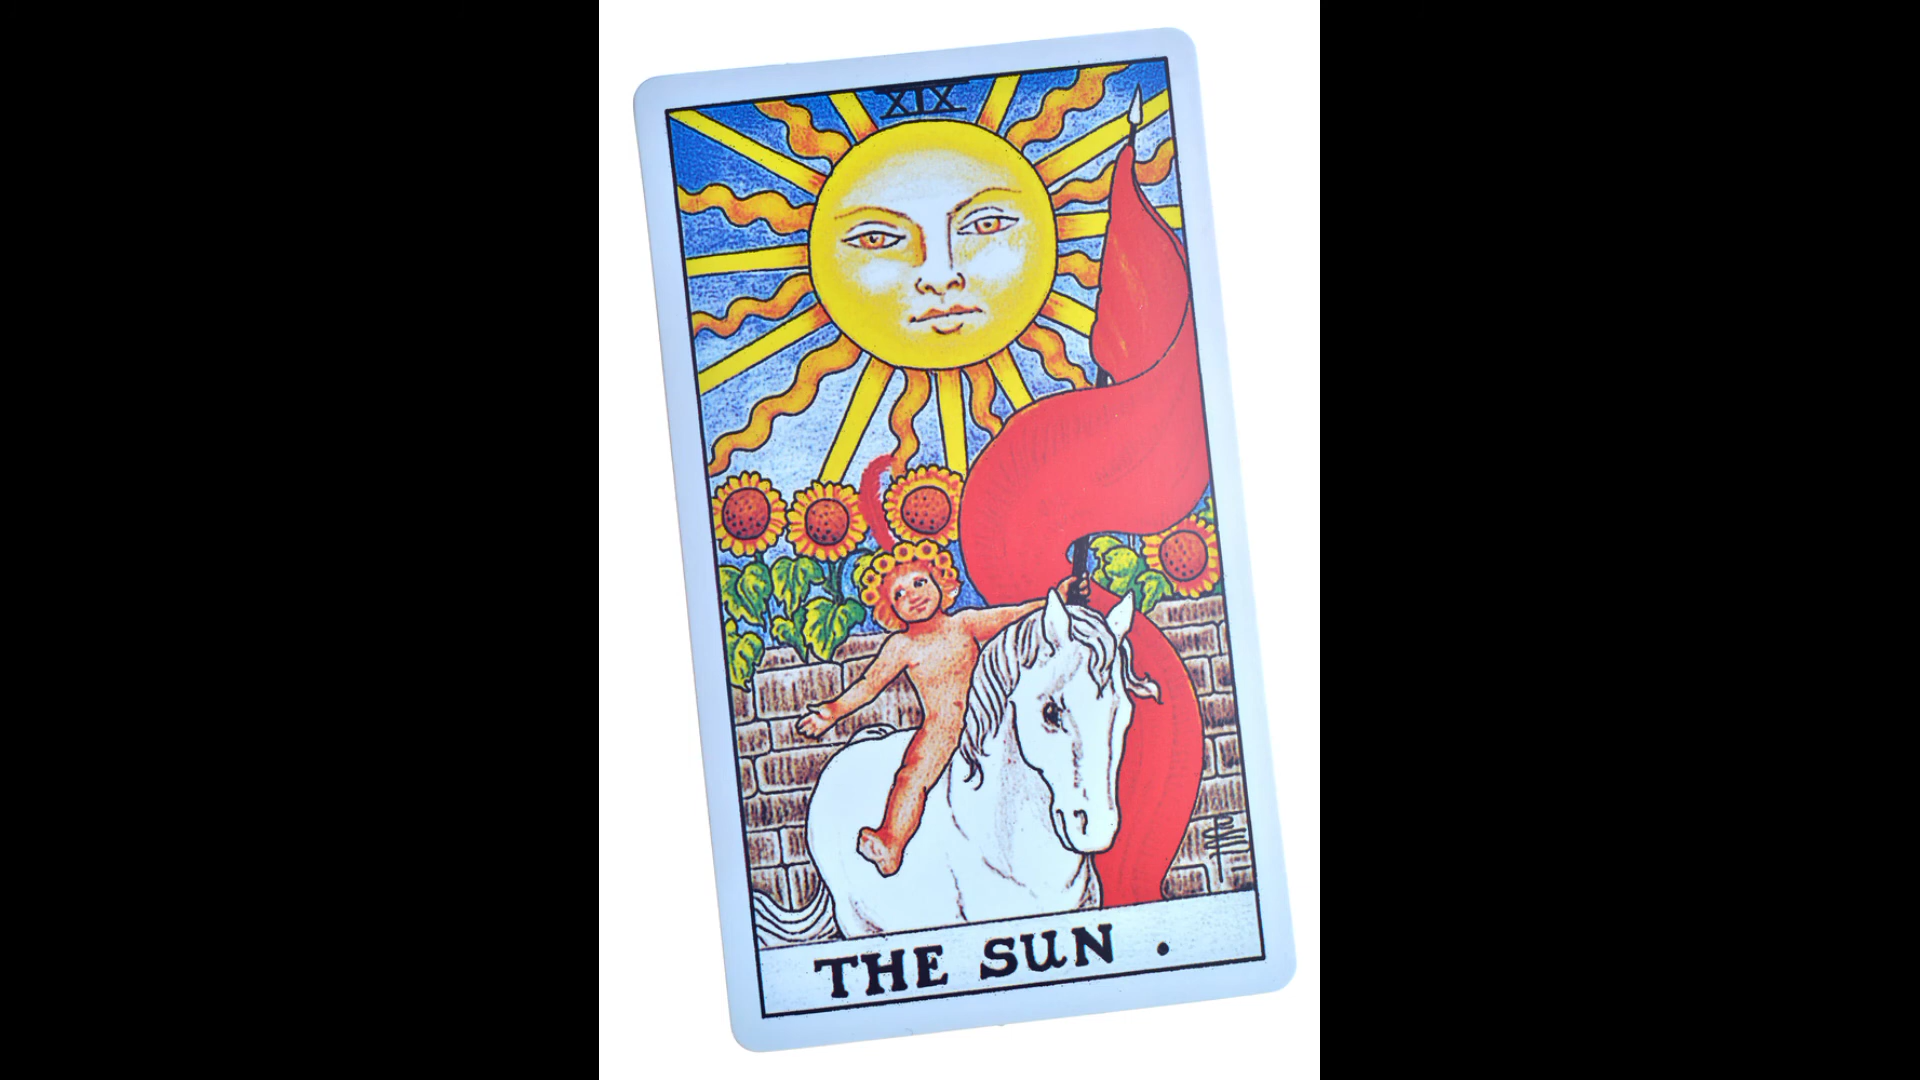 XIX
THE SUN .